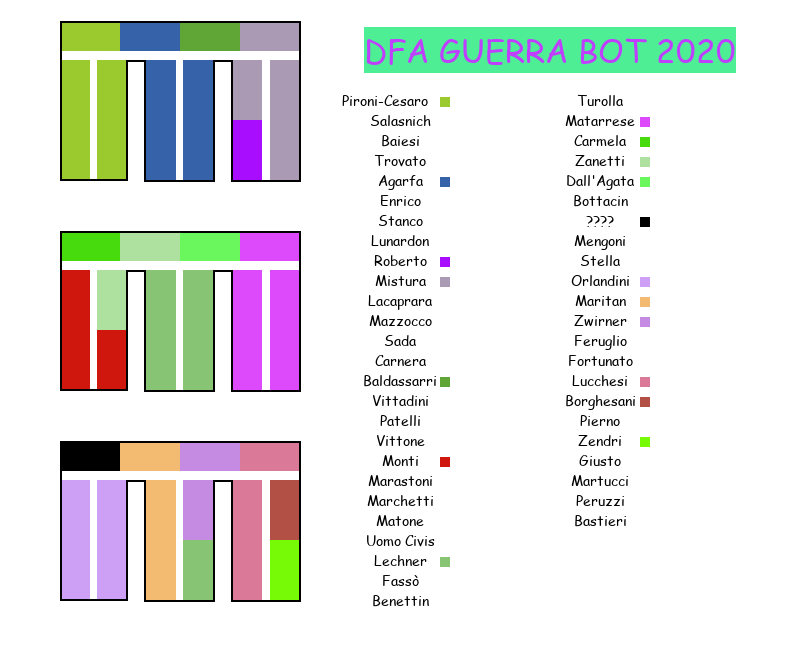 DFA GUERRA BOT 2020
Pironi-Cesaro
Salasnich
Baiesi
Trovato
Agarfa
Enrico
Stanco
Lunardon
Roberto
Mistura
Lacaprara
Mazzocco
Sada
Carnera
Baldassarri
Vittadini
Patelli
Vittone
Monti
Marastoni
Marchetti
Matone
Uomo Civis
Lechner
Fassò
Benettin
Turolla
Matarrese
Carmela
Zanetti
Dall'Agata
Bottacin
????
Mengoni
Stella
Orlandini
Maritan
Zwirner
Feruglio
Fortunato
Lucchesi
Borghesani
Pierno
Zendri
Giusto
Martucci
Peruzzi
Bastieri